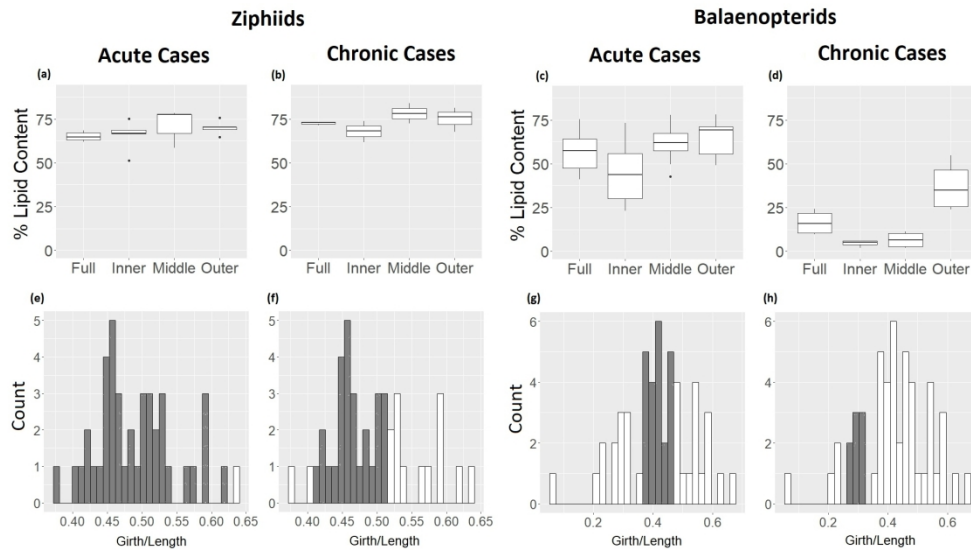 Ziphiids Balaenopterids
Acute Cases Chronic Cases Acute Cases Chronic Cases
(a) (b) (c) (d)
% Lipid Content
75
50
25
0
75
50
25
0
% Lipid Content
75
50
25
0
75
50
25
0
Full Inner Middle Outer
Full Inner Middle Outer
Full Inner Middle Outer
Full Inner Middle Outer
(e) (f) (g) (h)
Count
5
4
3
2
1
0
5
4
3
2
1
0
Count
6
4
2
0
6
4
2
0
0.40 0.45 0.50 0.55 0.60 0.65
0.40 0.45 0.50 0.55 0.60 0.65
0.2 0.4 0.6
0.2 0.4 0.6
Girth/Length Girth/Length Girth/Length Girth/Length